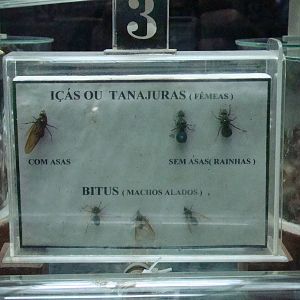 3
IÇÁS OU TANAJURAS ( FÊMEAS )
COM ASAS
SEM ASAS( RAINHAS )
BITUS ( MACHOS ALADOS ) .